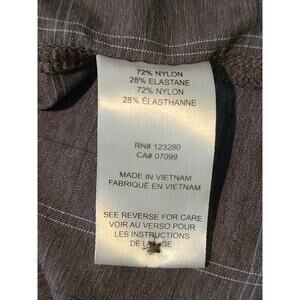 72% NYLON
28% ELASTANE
72% NYLON
28% ÉLASTHANNE
RN# 123280
CA# 07099
MADE IN VIETNAM
FABRIQUÉ EN VIETNAM
SEE REVERSE FOR CARE
VOIR AU VERSO POUR
LES INSTRUCTIONS
DE